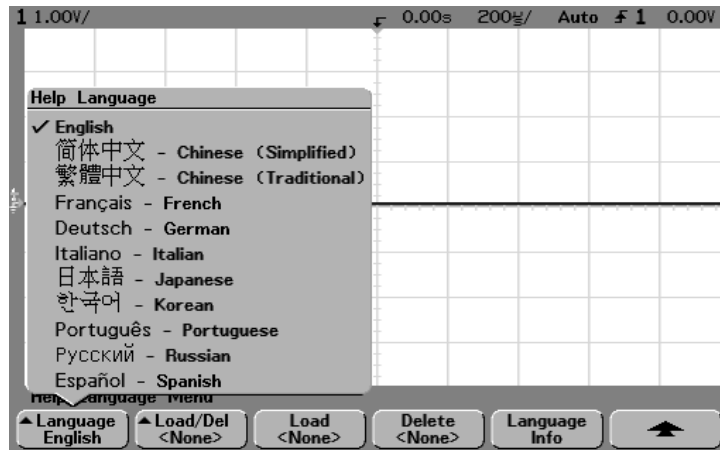 1 1.00V/ 0.00s 200µs/ Auto 1 0.00V
Help Language
✓ English
简体中文 - Chinese (Simplified)
繁體中文 - Chinese (Traditional)
Français - French
Deutsch - German
Italiano - Italian
日本語 - Japanese
한국어 - Korean
Português - Portuguese
Русский - Russian
Español - Spanish
Help Language Menu
Language Load/Del Load Delete Language
English <None> <None> <None> Info